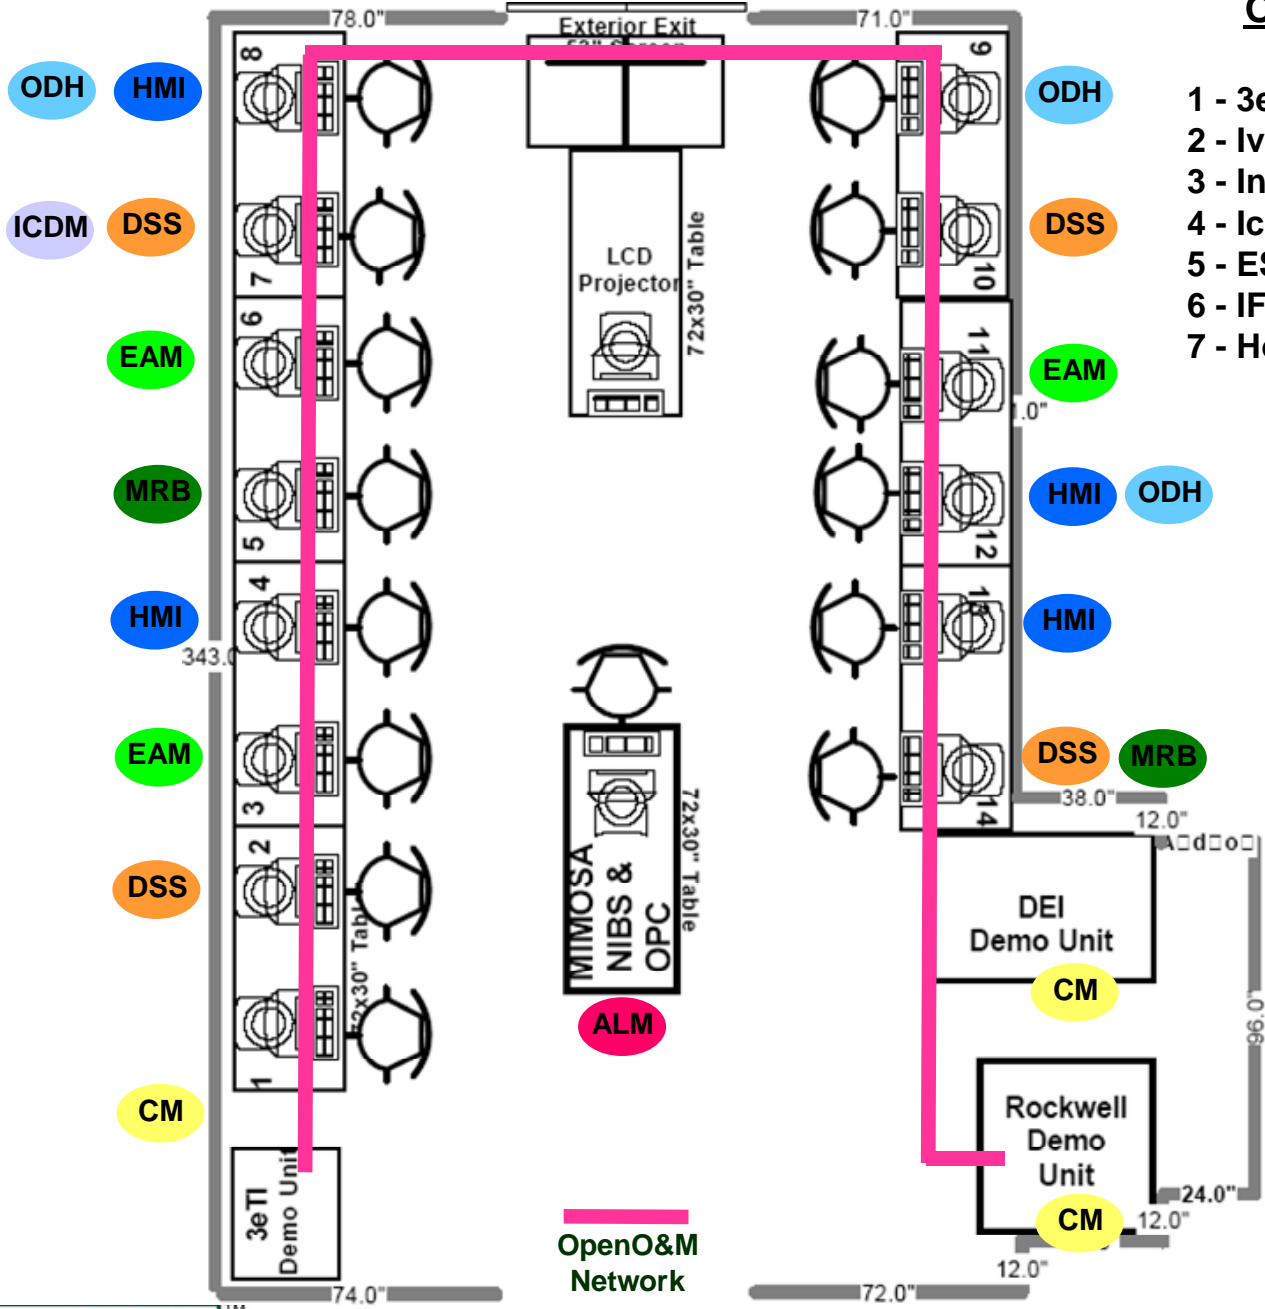 78.0"
Exterior Exit
71.0"
8
9
ODH
HMI
ODH
1 - 3e
2 - Iv
3 - In
4 - Ic
5 - ES
6 - IF
7 - Ho
ICDM
DSS
7
LCD
Projector
72x30" Table
10
DSS
EAM
6
11
EAM
MRB
5
12
HMI
ODH
HMI
4
13
HMI
343.0
EAM
3
14
DSS
MRB
38.0"
12.0"
DSS
2
72x30" Table
MIMOSA
NIBS &
OPC
72x30" Table
DEI
Demo Unit
CM
ALM
96.0"
1
CM
Rockwell
Demo
Unit
CM
24.0"
12.0"
12.0"
3eTI
Demo Unit
OpenO&M
Network
74.0"
72.0"